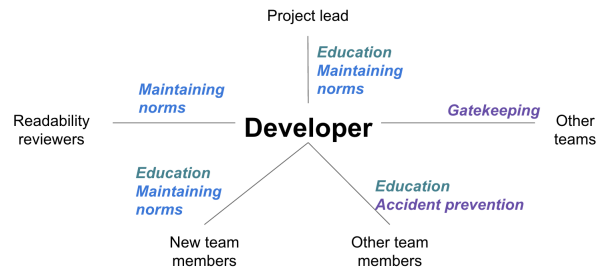 Project lead
Education
Maintaining
norms
Maintaining
norms
Gatekeeping
Readability
reviewers
Developer
Other
teams
Education
Maintaining
norms
Education
Accident prevention
New team
members
Other team
members